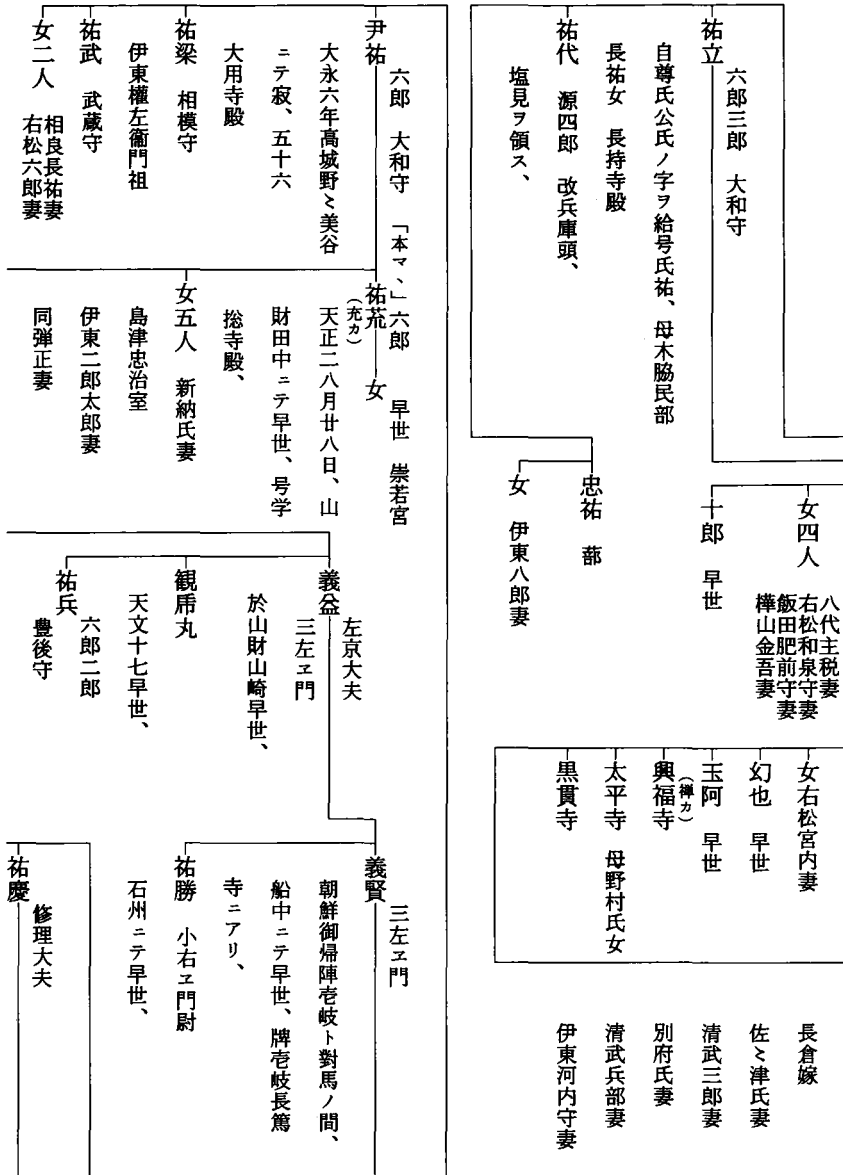 祐立
六郎三郎 大和守
自尊氏公氏ノ字ヲ給号氏祐、母木脇民部
長祐女 長持寺殿
祐代 源四郎 改兵庫頭、
塩見ヲ領ス、
女四人
八代主税妻
右松和泉守妻
飯田肥前守妻
樺山金吾妻
十郎 早世
忠祐 蔀
女 伊東八郎妻
女右松宮内妻
幻也 早世
玉阿 早世
興福寺
(禅カ)
太平寺 母野村氏女
黒貫寺
長倉嫁
佐〻津氏妻
清武三郎妻
別府氏妻
清武兵部妻
伊東河内守妻
尹祐
六郎 大和守
大永六年高城野〻美谷
ニテ寂、五十六
大用寺殿
祐梁 相模守
伊東權左衞門祖
祐武 武蔵守
女二人
相良長祐妻
右松六郎妻
「本マヽ」六郎 早世 崇若宮
祐茺
(充カ)
女
天正二八月廿八日、山
財田中ニテ早世、号学
捴寺殿、
女五人 新納氏妻
島津忠治室
伊東二郎太郎妻
同弾正妻
義益
左京大夫
三左ヱ門
於山財山崎早世、
観㡀丸
天文十七早世、
祐兵
六郎二郎
豊後守
義賢
三左ヱ門
朝鮮御帰陣壱岐ト對馬ノ間、
船中ニテ早世、牌壱岐長篤
寺ニアリ、
祐勝 小右ヱ門尉
石州ニテ早世、
祐慶
修理大夫